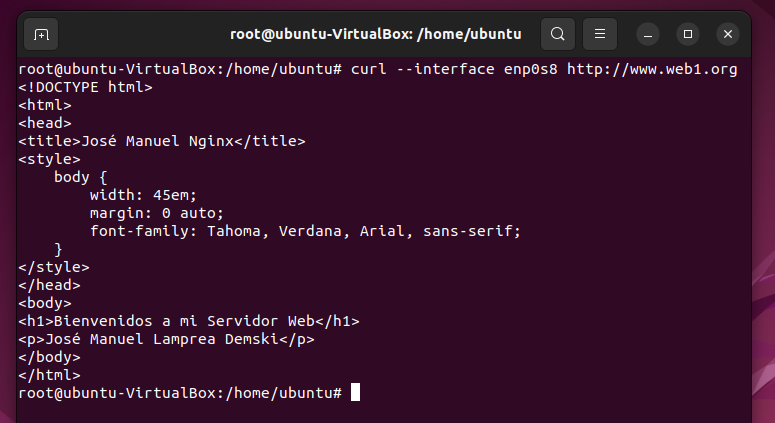 root@ubuntu-VirtualBox: /home/ubuntu
root@ubuntu-VirtualBox:/home/ubuntu# curl --interface enp0s8 http://www.web1.org
<!DOCTYPE html>
<html>
<head>
<title>José Manuel Nginx</title>
<style>
    body {
        width: 45em;
        margin: 0 auto;
        font-family: Tahoma, Verdana, Arial, sans-serif;
    }
</style>
</head>
<body>
<h1>Bienvenidos a mi Servidor Web</h1>
<p>José Manuel Lamprea Demski</p>
</body>
</html>
root@ubuntu-VirtualBox:/home/ubuntu#